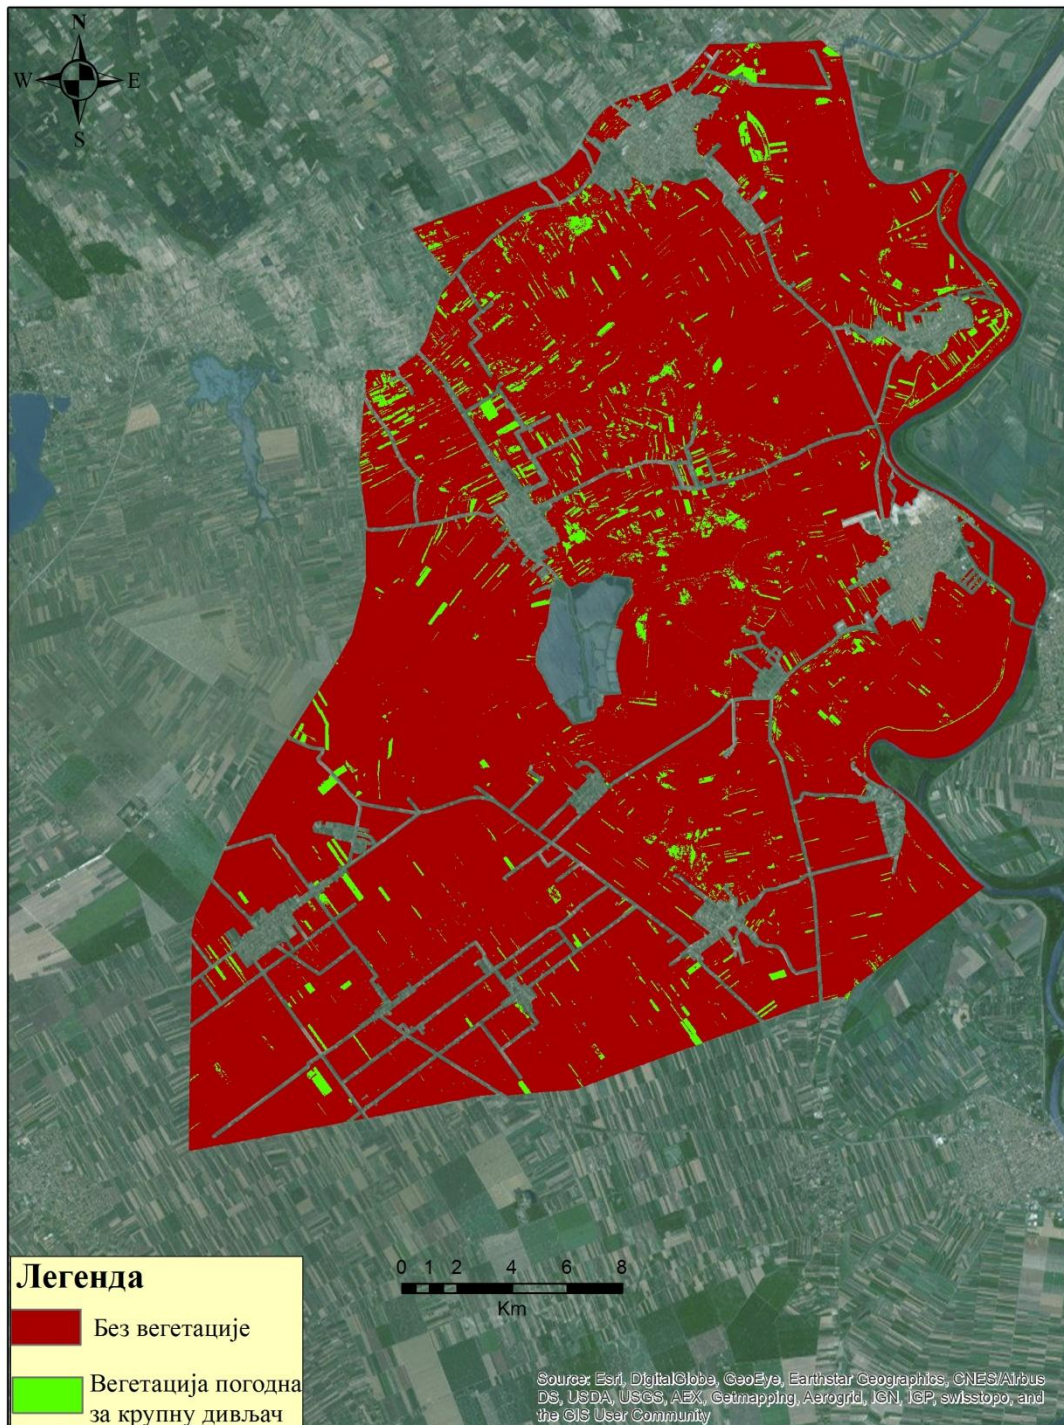 N
W E
S
0 1 2 4 6 8
Km
Легенда
Без вегетације
Вегетација погодна
за крупну дивљач
Source: Esri, DigitalGlobe, GeoEye, Earthstar Geographics, CNES/Airbus
DS, USDA, USGS, AEX, Getmapping, Aerogrid, IGN, IGP, swisstopo, and
the GIS User Community